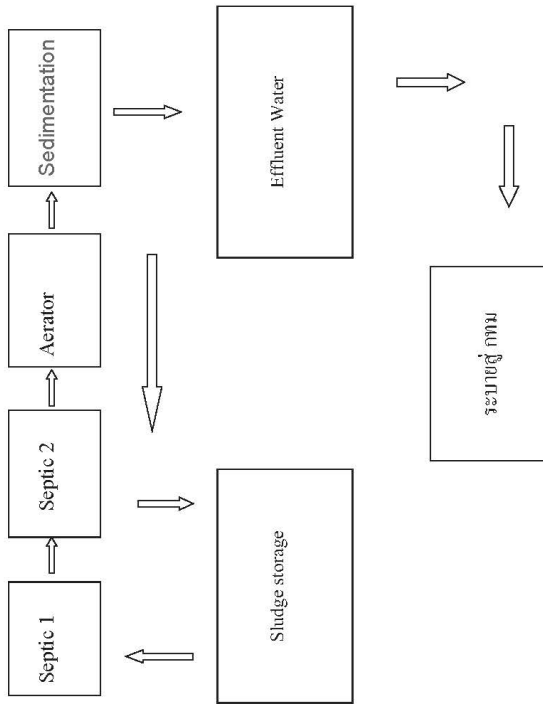 Septic 1
Septic 2
Aerator
Sedimentation
Sludge storage
Effluent Water
ระบายสู่ กทม